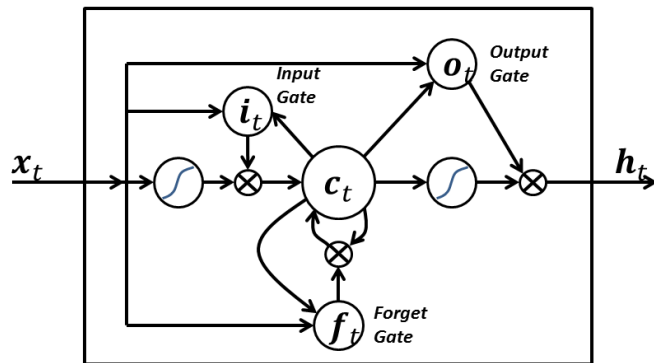 Input
Gate
o_t
Output
Gate
i_t
x_t
c_t
h_t
f_t
Forget
Gate